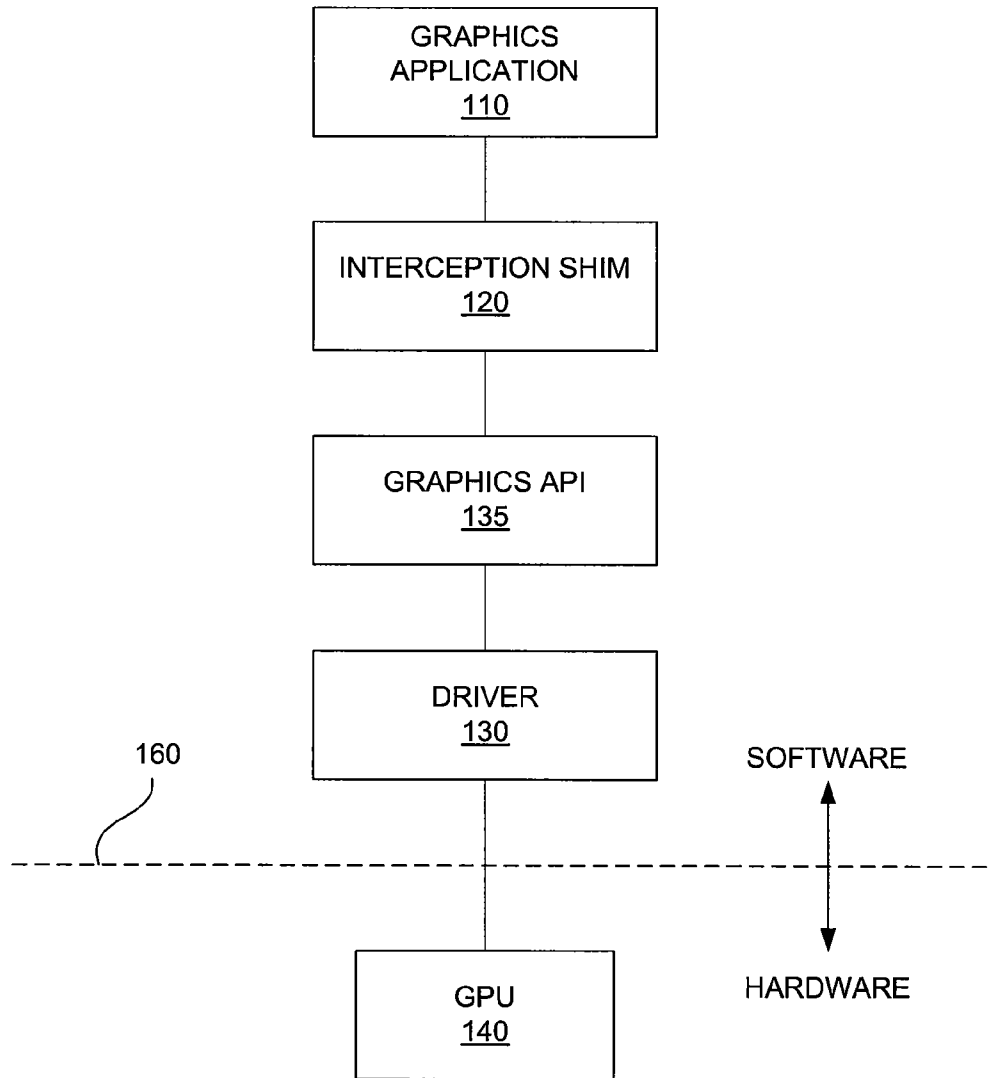 GRAPHICS
APPLICATION
110
INTERCEPTION SHIM
120
GRAPHICS API
135
DRIVER
130
160
SOFTWARE
HARDWARE
GPU
140